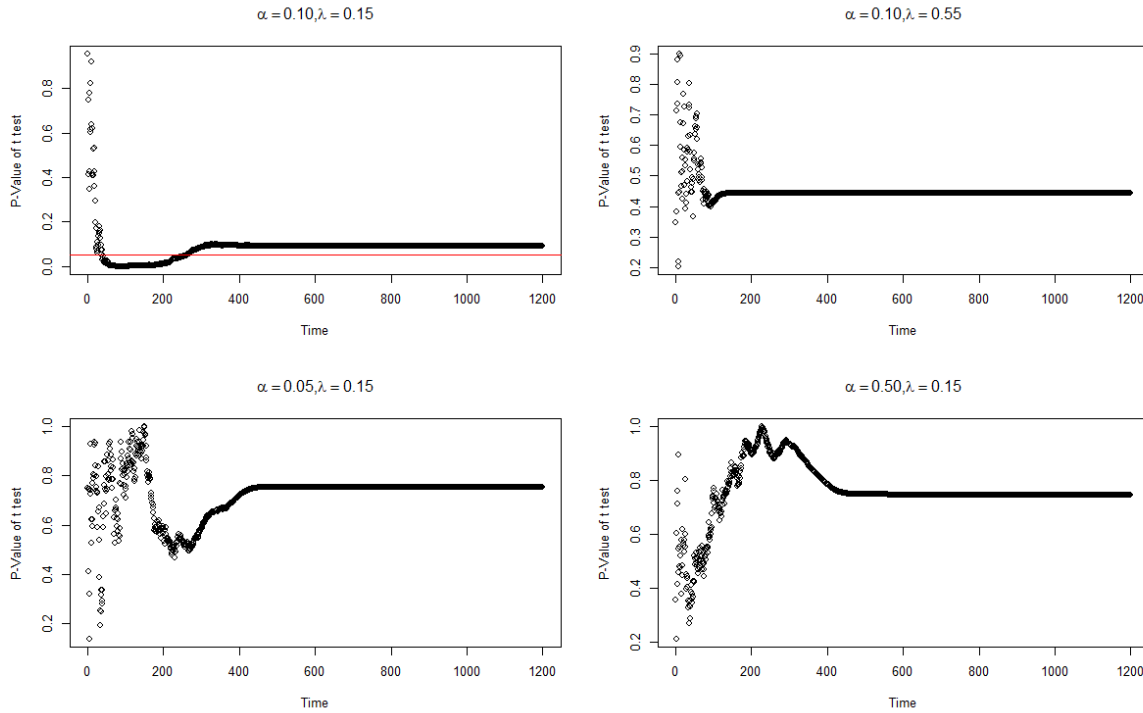 α = 0.10,λ = 0.15
P-Value of t test
0.0 0.2 0.4 0.6 0.8
0 200 400 600 800 1000 1200
Time
α = 0.10,λ = 0.55
P-Value of t test
0.2 0.3 0.4 0.5 0.6 0.7 0.8 0.9
0 200 400 600 800 1000 1200
Time
α = 0.05,λ = 0.15
P-Value of t test
0.2 0.4 0.6 0.8 1.0
0 200 400 600 800 1000 1200
Time
α = 0.50,λ = 0.15
P-Value of t test
0.2 0.4 0.6 0.8 1.0
0 200 400 600 800 1000 1200
Time